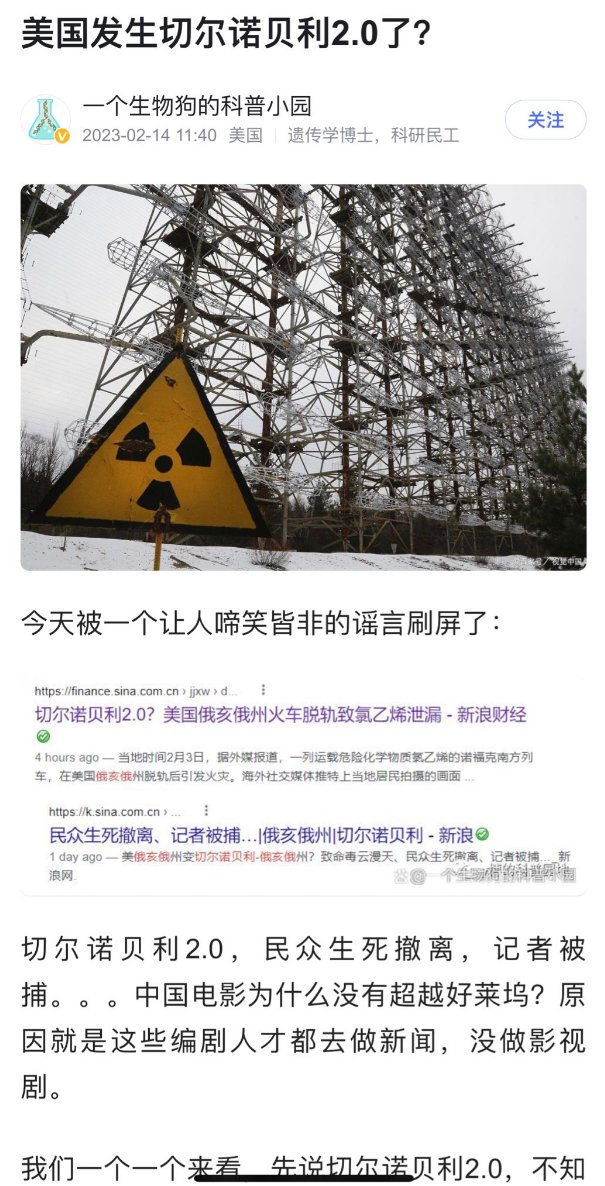 美国发生切尔诺贝利2.0了?
一个生物狗的科普小园
2023-02-14 11:40 美国 | 遗传学博士，科研民工
关注
今天被一个让人啼笑皆非的谣言刷屏了：
https://finance.sina.com.cn › jjxw › d...
切尔诺贝利2.0？美国俄亥俄州火车脱轨致氯乙烯泄漏 - 新浪财经
4 hours ago — 当地时间2月3日，据外媒报道，一列运载危险化学物质氯乙烯的诺福克南方列
车，在美国俄亥俄州脱轨后引发火灾。海外社交媒体推特上当地居民拍摄的画面 ...
https://k.sina.com.cn › ...
民众生死撤离、记者被捕...|俄亥俄州|切尔诺贝利 - 新浪
1 day ago — 美俄亥俄州变切尔诺贝利-俄亥俄州？致命毒云漫天、民众生死撤离、记者被捕..._新
浪网.
@一个生物狗的科普小园
切尔诺贝利2.0，民众生死撤离，记者被
捕。。。中国电影为什么没有超越好莱坞？原
因就是这些编剧人才都去做新闻，没做影视
剧。
我们一个一个来看，先说切尔诺贝利2.0，不知